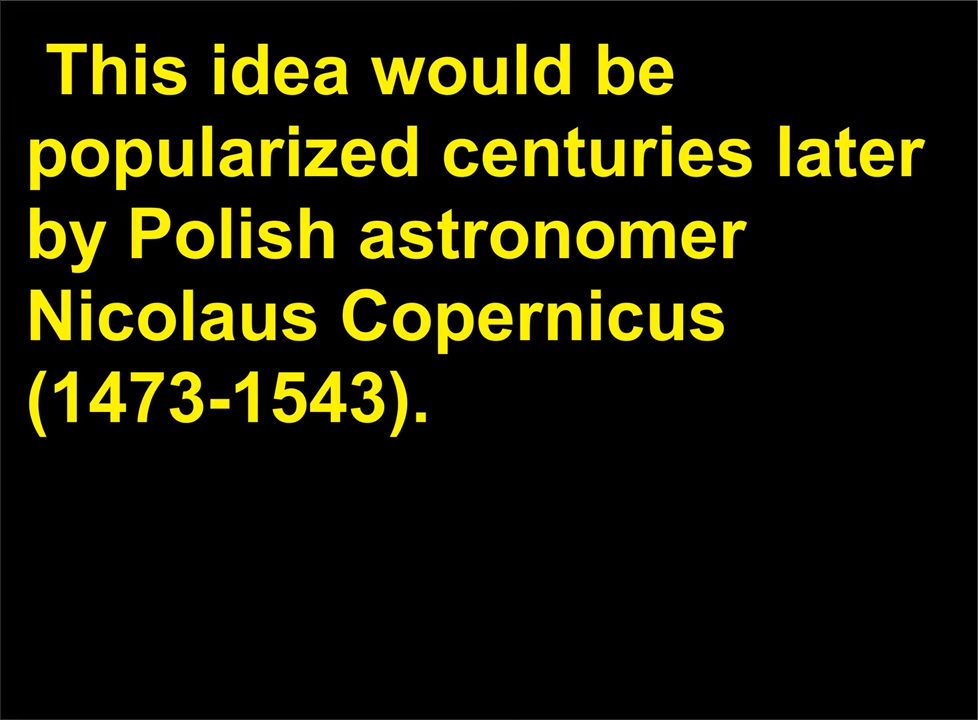 This idea would be
popularized centuries later
by Polish astronomer
Nicolaus Copernicus
(1473-1543).